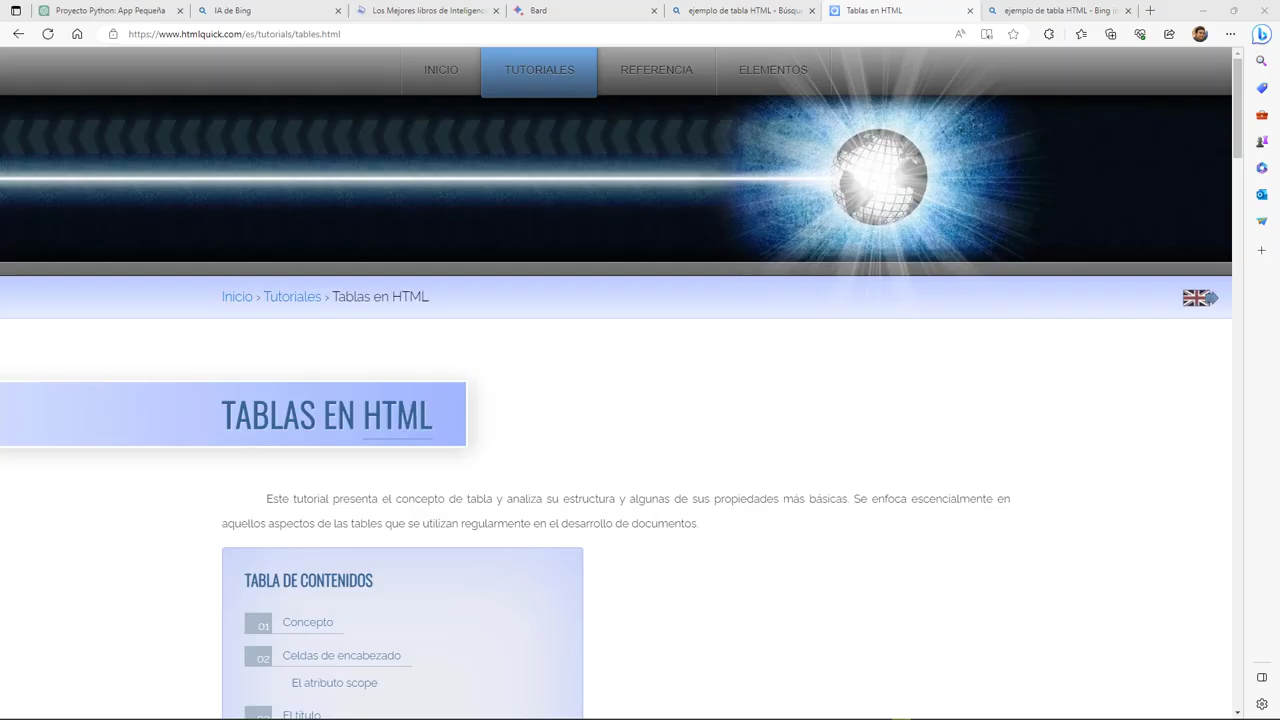 Proyecto Python: App Pequeña
IA de Bing
Los Mejores libros de Inteligenc
Bard
ejemplo de tabla HTML - Búsqu
Tablas en HTML
ejemplo de tabla HTML - Bing in
https://www.htmlquick.com/es/tutorials/tables.html
INICIO
TUTORIALES
REFERENCIA
ELEMENTOS
Inicio › Tutoriales › Tablas en HTML
TABLAS EN HTML
Este tutorial presenta el concepto de tabla y analiza su estructura y algunas de sus propiedades más básicas. Se enfoca escencialmente en
aquellos aspectos de las tables que se utilizan regularmente en el desarrollo de documentos.
TABLA DE CONTENIDOS
01 Concepto
02 Celdas de encabezado
El atributo scope
El título